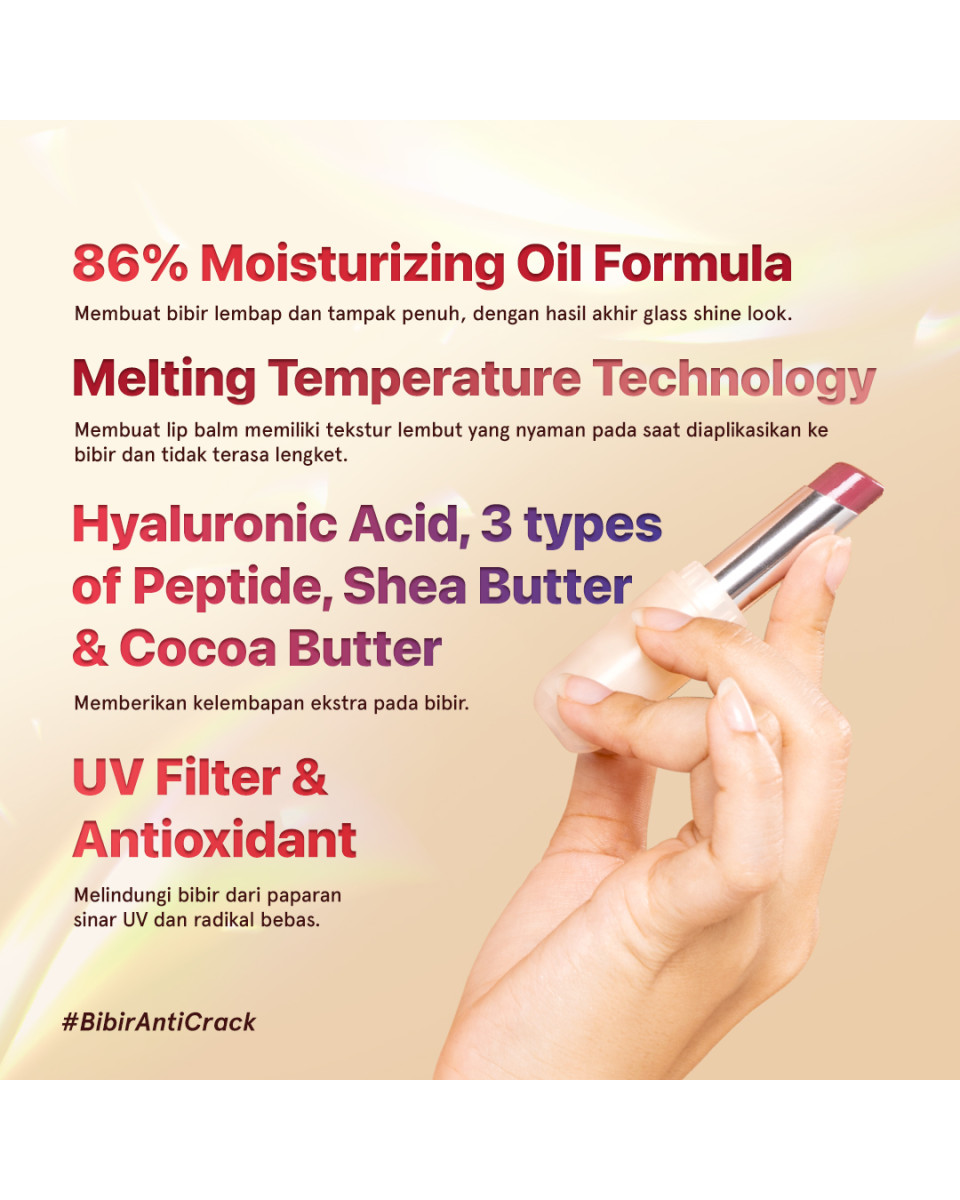 86% Moisturizing Oil Formula
Membuat bibir lembap dan tampak penuh, dengan hasil akhir glass shine look.
Melting Temperature Technology
Membuat lip balm memiliki tekstur lembut yang nyaman pada saat diaplikasikan ke
bibir dan tidak terasa lengket.
Hyaluronic Acid, 3 types
of Peptide, Shea Butter
& Cocoa Butter
Memberikan kelembapan ekstra pada bibir.
UV Filter &
Antioxidant
Melindungi bibir dari paparan
sinar UV dan radikal bebas.
#BibirAntiCrack